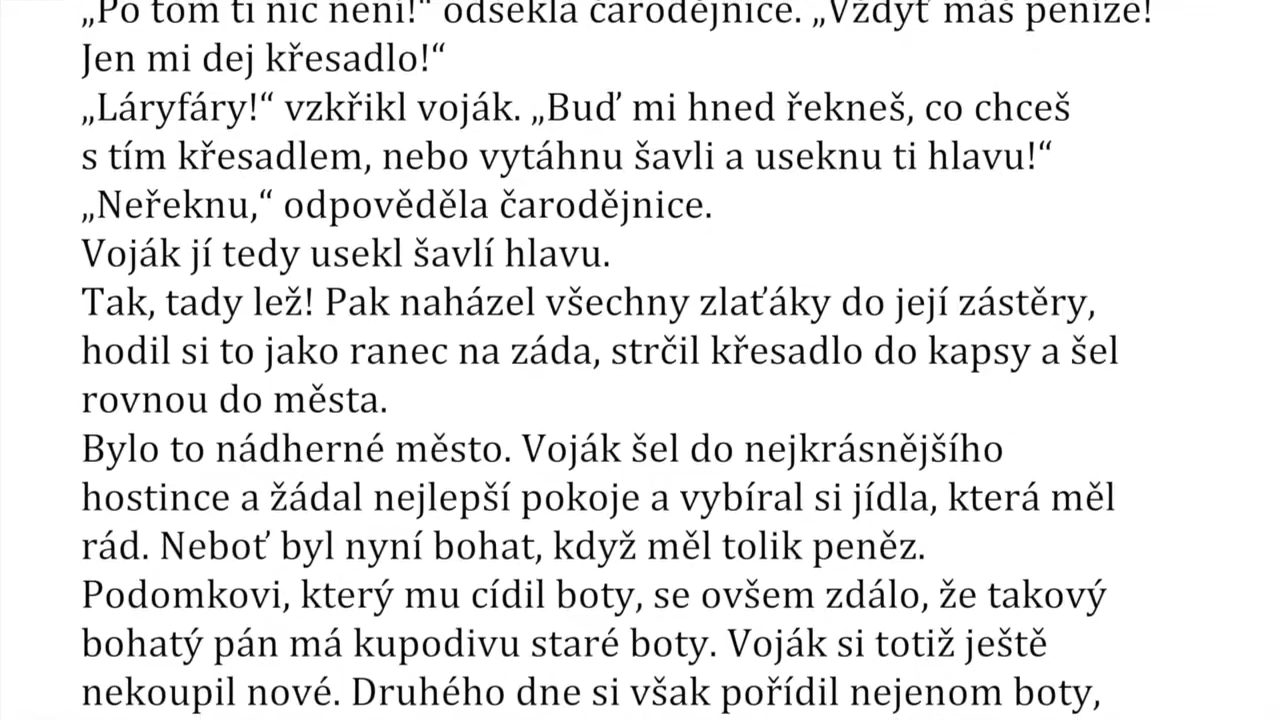 „Po tom ti nic není!“ odsekla čarodějnice. „Vždyť máš peníze!
Jen mi dej křesadlo!“
„Láryfáry!“ vzkřikl voják. „Buď mi hned řekneš, co chceš
s tím křesadlem, nebo vytáhnu šavli a useknu ti hlavu!“
„Neřeknu,“ odpověděla čarodějnice.
Voják jí tedy usekl šavlí hlavu.
Tak, tady lež! Pak naházel všechny zlaťáky do její zástěry,
hodil si to jako ranec na záda, strčil křesadlo do kapsy a šel
rovnou do města.
Bylo to nádherné město. Voják šel do nejkrásnějšího
hostince a žádal nejlepší pokoje a vybíral si jídla, která měl
rád. Neboť byl nyní bohat, když měl tolik peněz.
Podomkovi, který mu cídil boty, se ovšem zdálo, že takový
bohatý pán má kupodivu staré boty. Voják si totiž ještě
nekoupil nové. Druhého dne si však pořídil nejenom boty,